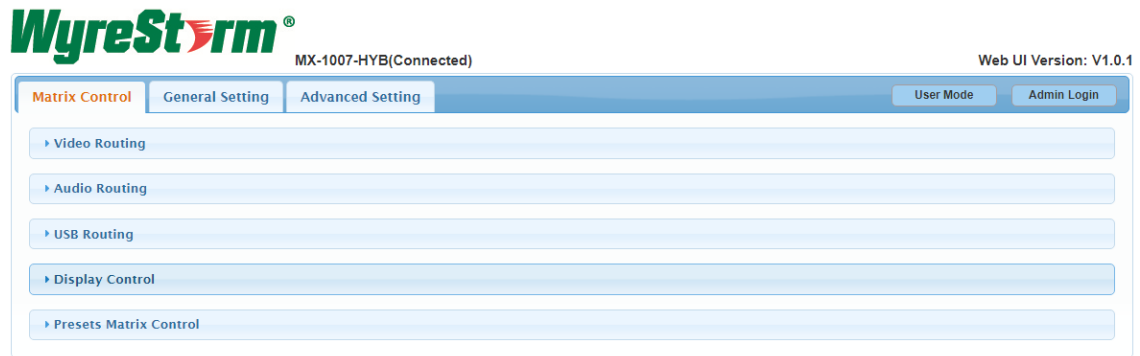 WyreStorm®
MX-1007-HYB(Connected)
Web UI Version: V1.0.1
Matrix Control General Setting Advanced Setting User Mode Admin Login
Video Routing
Audio Routing
USB Routing
Display Control
Presets Matrix Control